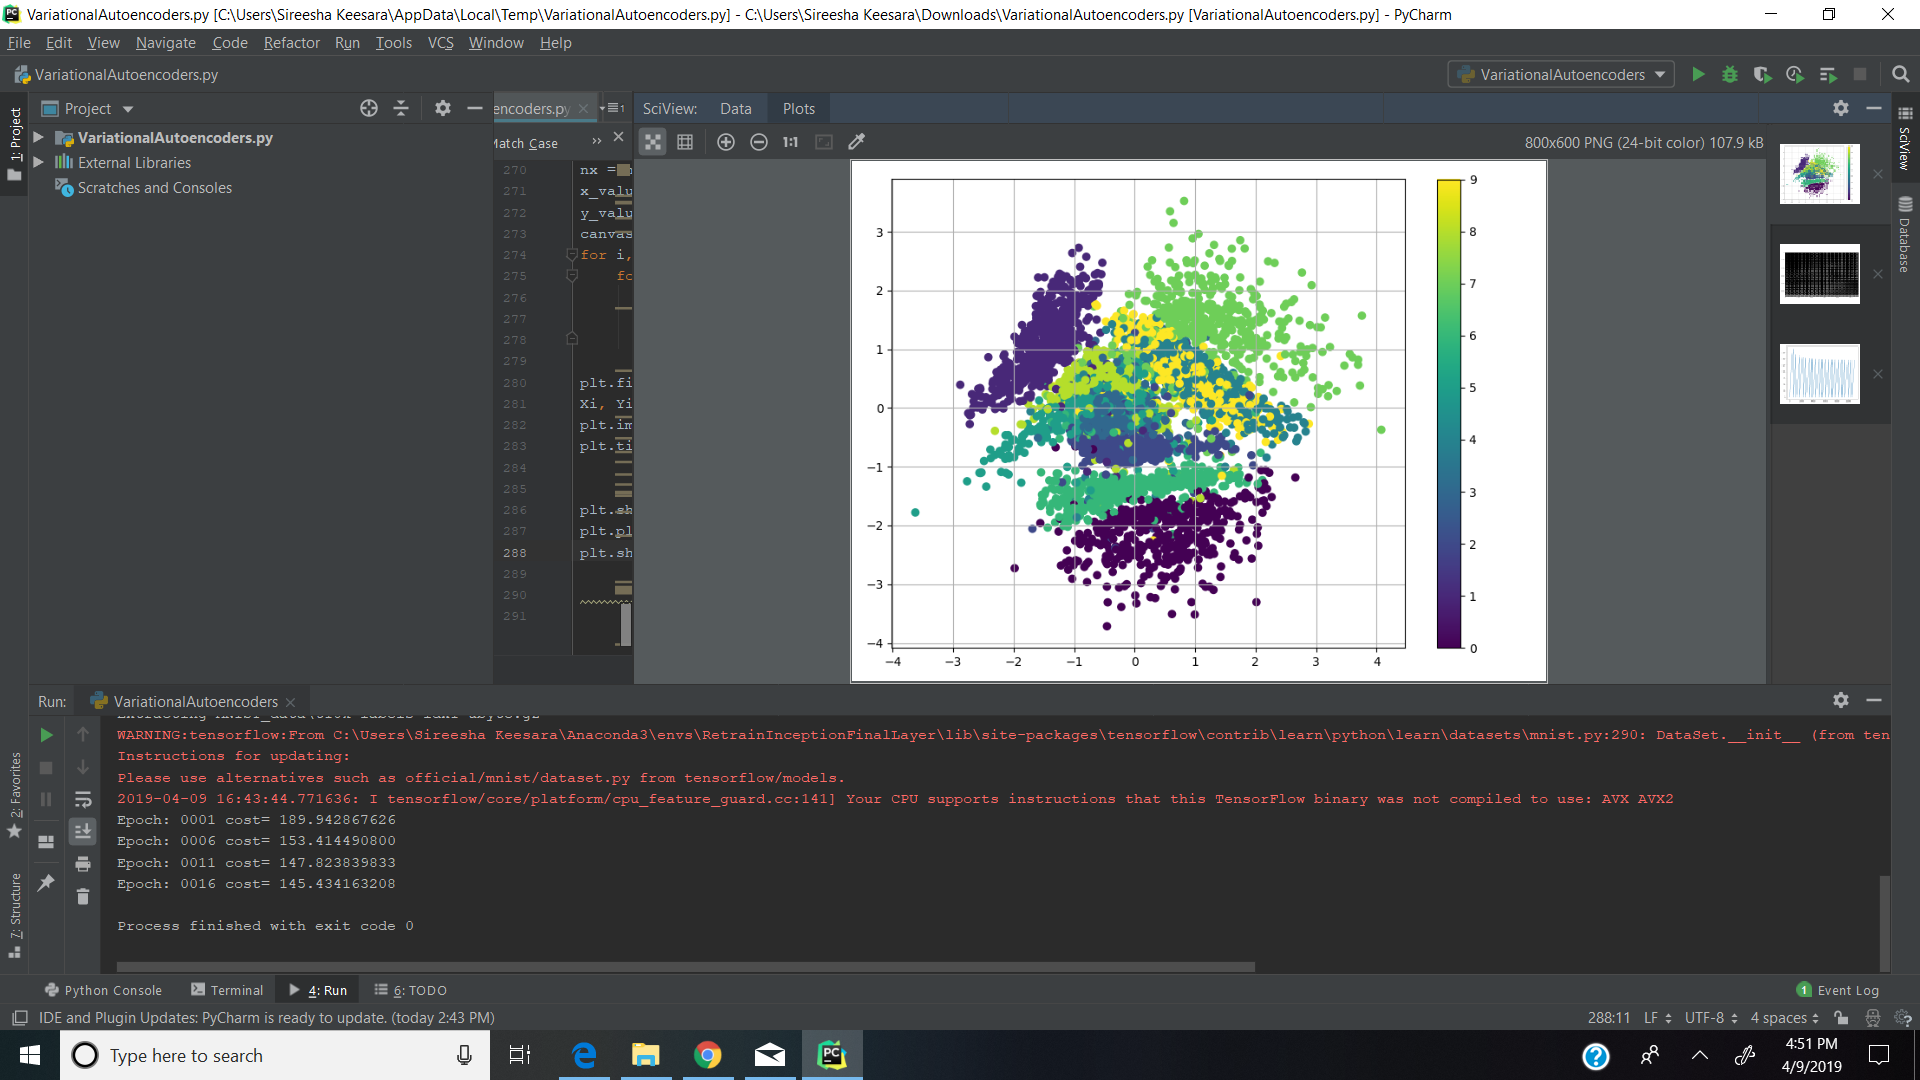 VariationalAutoencoders.py [C:\Users\Sireesha Keesara\AppData\Local\Temp\VariationalAutoencoders.py] - C:\Users\Sireesha Keesara\Downloads\VariationalAutoencoders.py [VariationalAutoencoders.py] - PyCharm
File Edit View Navigate Code Refactor Run Tools VCS Window Help
VariationalAutoencoders.py
VariationalAutoencoders
1: Project
Project
VariationalAutoencoders.py
External Libraries
Scratches and Consoles
encoders.py
1
Match Case
270 nx =
271 x_valu
272 y_valu
273 canvas
274 for i,
275 fo
276
277
278
279
280 plt.fi
281 Xi, Yi
282 plt.im
283 plt.ti
284
285
286 plt.sh
287 plt.pl
288 plt.sh
289
290
291
SciView: Data Plots
1:1
800x600 PNG (24-bit color) 107.9 kB
3
2
1
0
−1
−2
−3
−4
−4 −3 −2 −1 0 1 2 3 4
9
8
7
6
5
4
3
2
1
0
SciView
Database
Run: VariationalAutoencoders
WARNING:tensorflow:From C:\Users\Sireesha Keesara\Anaconda3\envs\RetrainInceptionFinalLayer\lib\site-packages\tensorflow\contrib\learn\python\learn\datasets\mnist.py:290: DataSet.__init__ (from ten
Instructions for updating:
Please use alternatives such as official/mnist/dataset.py from tensorflow/models.
2019-04-09 16:43:44.771636: I tensorflow/core/platform/cpu_feature_guard.cc:141] Your CPU supports instructions that this TensorFlow binary was not compiled to use: AVX AVX2
Epoch: 0001 cost= 189.942867626
Epoch: 0006 cost= 153.414490800
Epoch: 0011 cost= 147.823839833
Epoch: 0016 cost= 145.434163208
Process finished with exit code 0
2: Favorites
7: Structure
Python Console Terminal 4: Run 6: TODO
1 Event Log
IDE and Plugin Updates: PyCharm is ready to update. (today 2:43 PM)
288:11 LF UTF-8 4 spaces
Type here to search
4:51 PM
4/9/2019